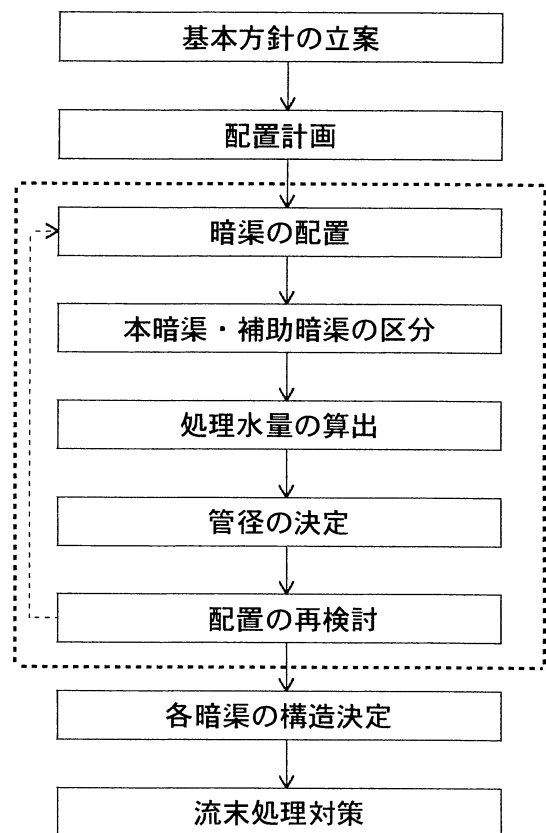 基本方針の立案
配置計画
暗渠の配置
本暗渠・補助暗渠の区分
処理水量の算出
管径の決定
配置の再検討
各暗渠の構造決定
流末処理対策